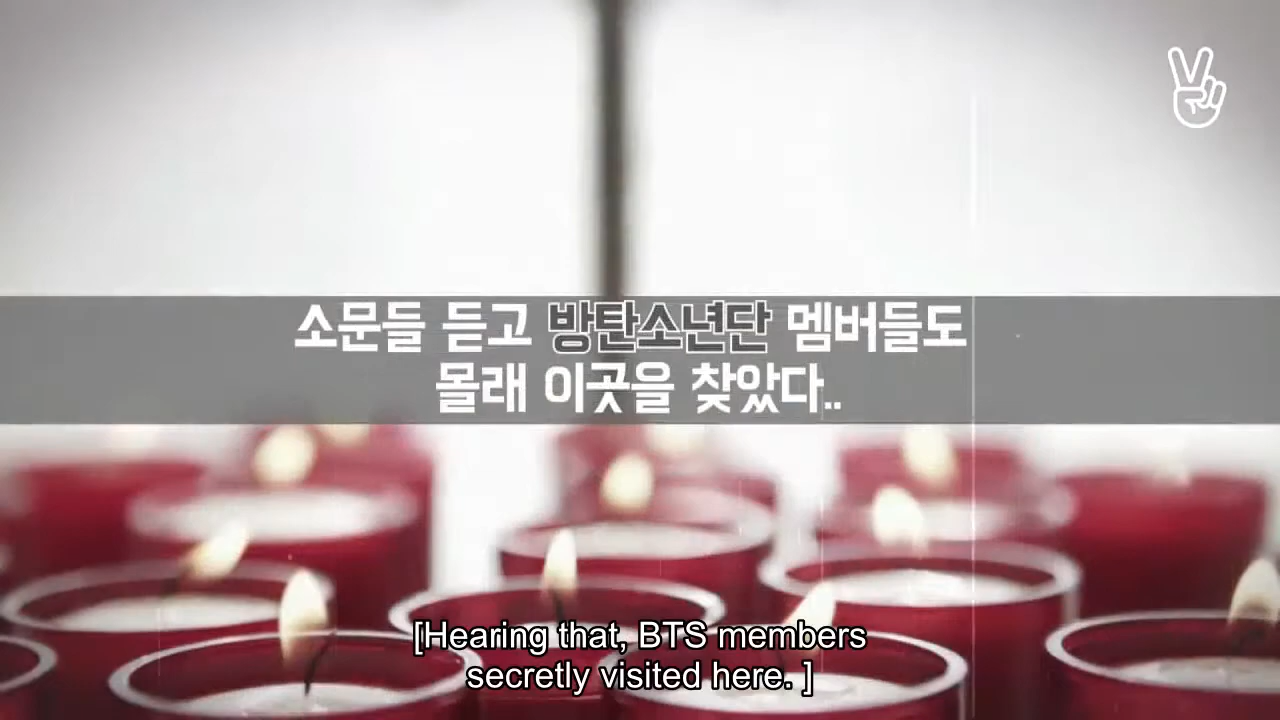 소문들 듣고 방탄소년단 멤버들도
몰래 이곳을 찾았다..
[Hearing that, BTS members
secretly visited here. ]